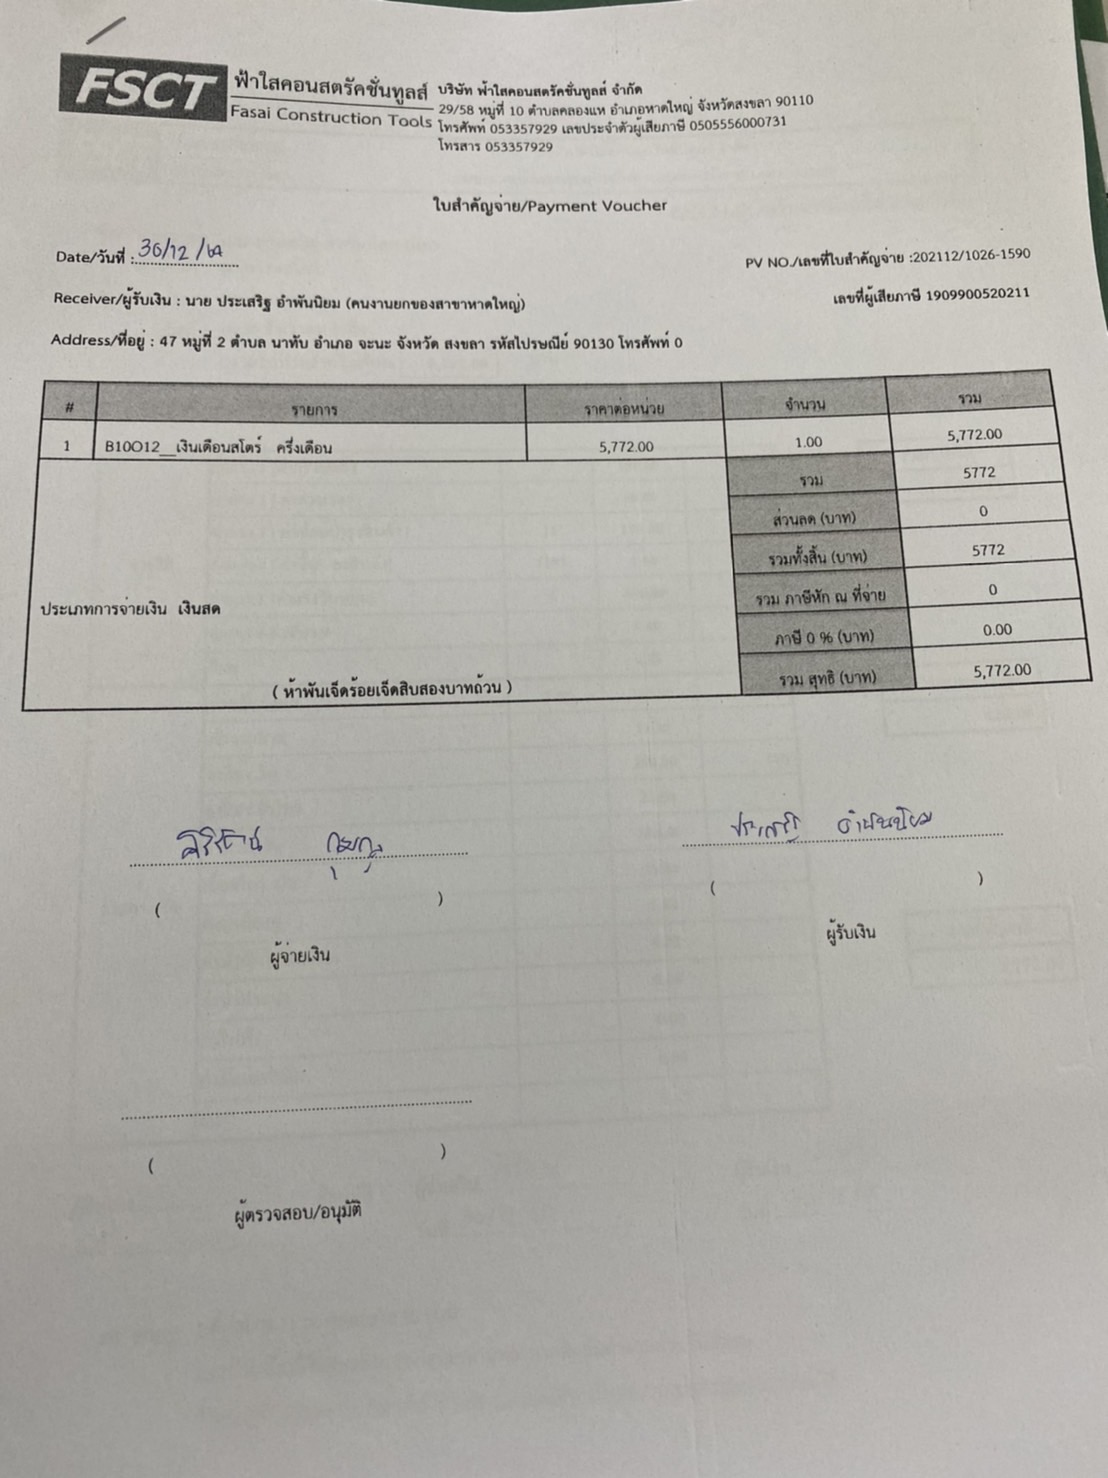 FSCT ฟ้าใสคอนสตรัคชั่นทูลส์
Fasai Construction Tools
บริษัท ฟ้าใสคอนสตรัคชั่นทูลส์ จำกัด
29/58 หมู่ที่ 10 ตำบลคลองแห อำเภอหาดใหญ่ จังหวัดสงขลา 90110
โทรศัพท์ 053357929 เลขประจำตัวผู้เสียภาษี 0505556000731
โทรสาร 053357929
ใบสำคัญจ่าย/Payment Voucher
Date/วันที่ : 30/12/64
PV NO./เลขที่ใบสำคัญจ่าย :202112/1026-1590
Receiver/ผู้รับเงิน : นาย ประเสริฐ อำพันนิยม (คนงานยกของสาขาหาดใหญ่)
เลขที่ผู้เสียภาษี 1909900520211
Address/ที่อยู่ : 47 หมู่ที่ 2 ตำบล นาทับ อำเภอ จะนะ จังหวัด สงขลา รหัสไปรษณีย์ 90130 โทรศัพท์ 0
# รายการ ราคาต่อหน่วย จำนวน รวม
1 B10O12__เงินเดือนสโตร์ ครึ่งเดือน 5,772.00 1.00 5,772.00
รวม 5772
ส่วนลด (บาท) 0
รวมทั้งสิ้น (บาท) 5772
รวม ภาษีหัก ณ ที่จ่าย 0
ประเภทการจ่ายเงิน เงินสด
ภาษี 0 % (บาท) 0.00
รวม สุทธิ (บาท) 5,772.00
( ห้าพันเจ็ดร้อยเจ็ดสิบสองบาทถ้วน )
ประเสริฐ อำพันนิยม
( )
( )
ผู้จ่ายเงิน
ผู้รับเงิน
( )
ผู้ตรวจสอบ/อนุมัติ